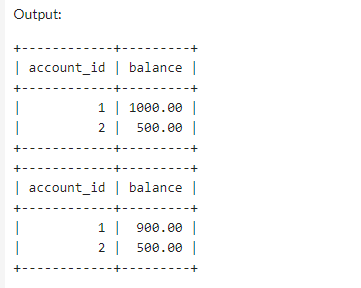 Output:
+------------+---------+
| account_id | balance |
+------------+---------+
|          1 | 1000.00 |
|          2 |  500.00 |
+------------+---------+
+------------+---------+
| account_id | balance |
+------------+---------+
|          1 |  900.00 |
|          2 |  500.00 |
+------------+---------+